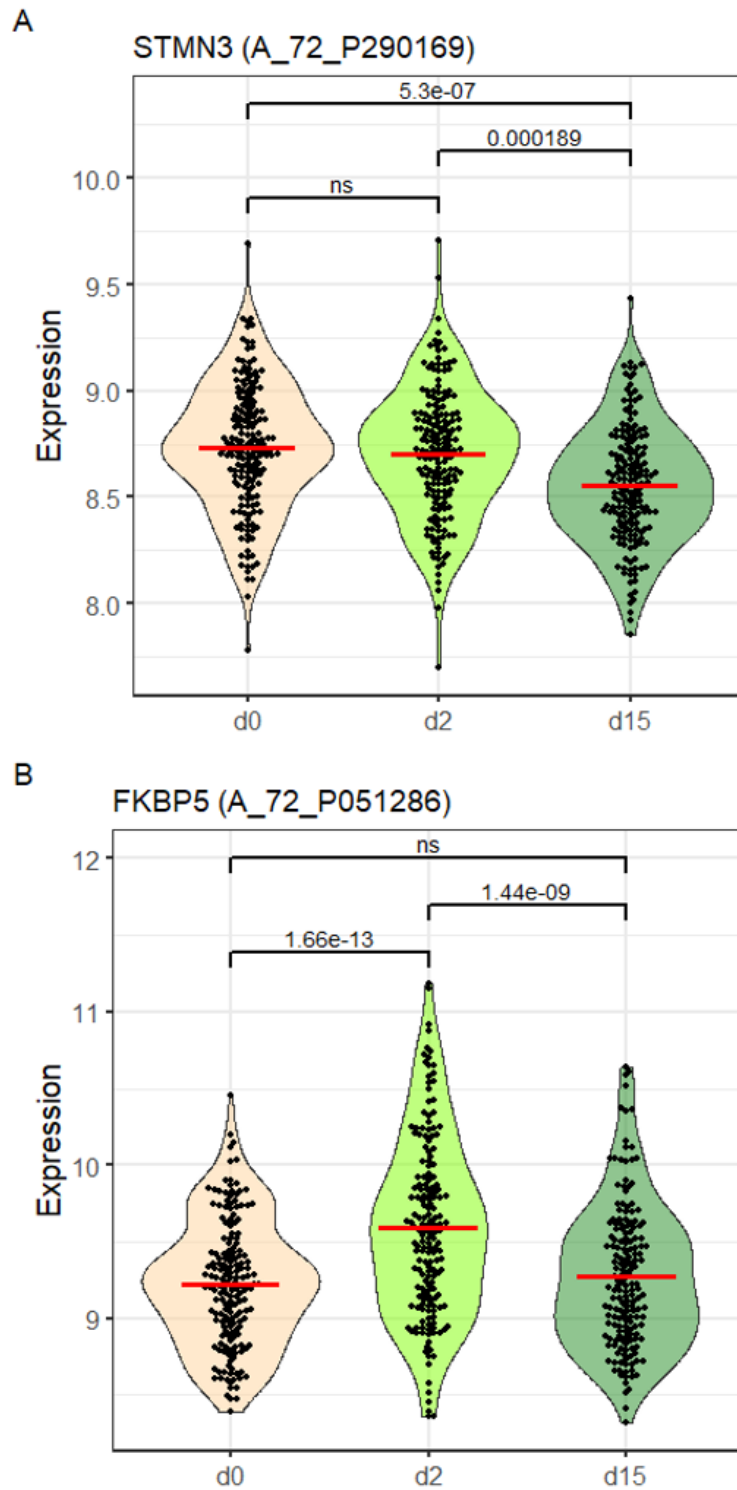 A
STMN3 (A_72_P290169)
5.3e-07
0.000189
ns
10.0
9.5
9.0
8.5
8.0
Expression
d0 d2 d15
B
FKBP5 (A_72_P051286)
ns
1.44e-09
1.66e-13
12
11
10
9
Expression
d0 d2 d15